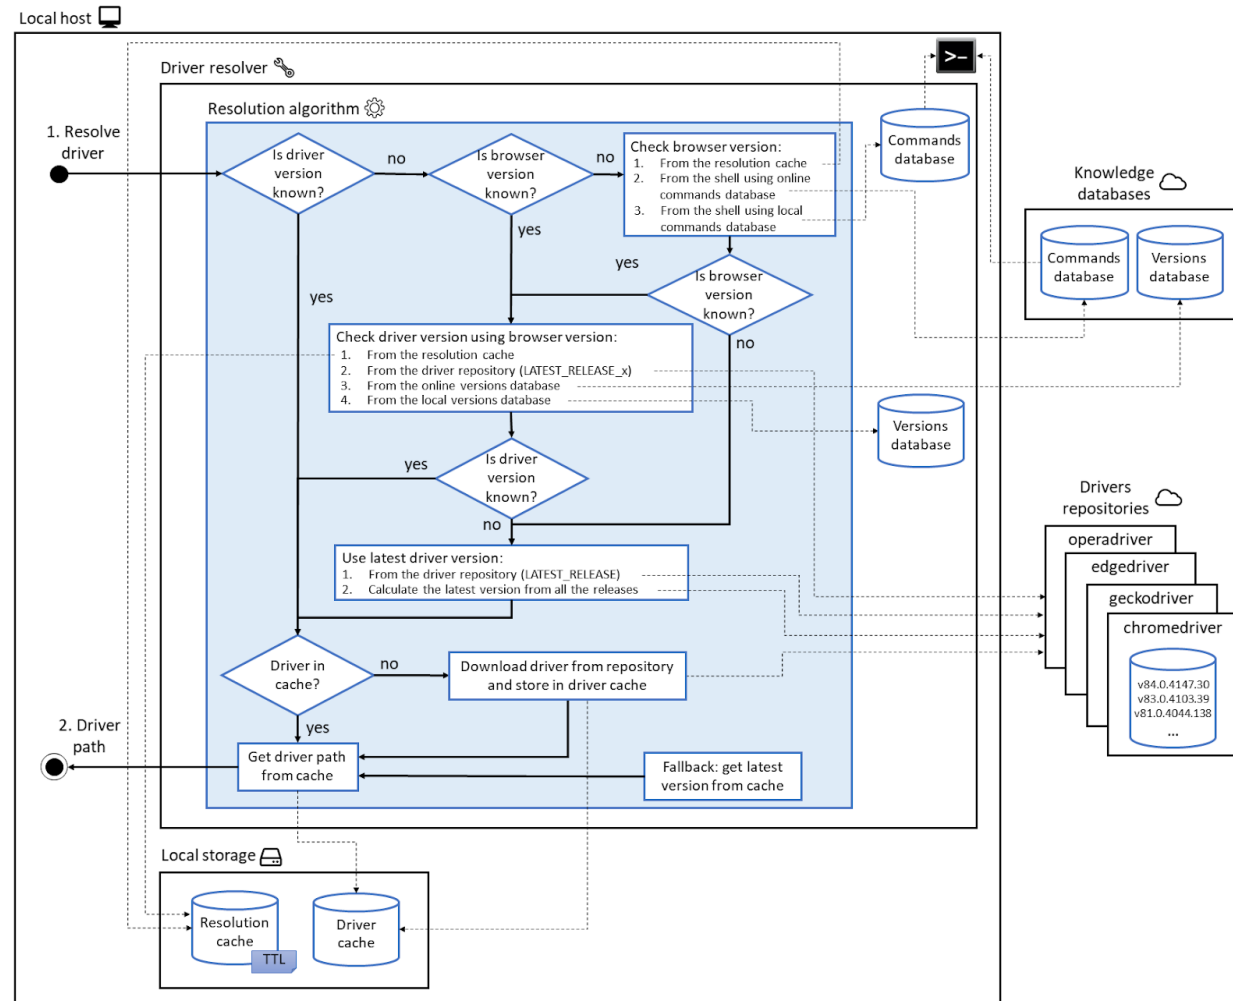 Local host
Driver resolver
>–
Resolution algorithm
1. Resolve
driver
Is driver
version
known?
no
Is browser
version
known?
no
Check browser version:
1. From the resolution cache
2. From the shell using online
commands database
3. From the shell using local
commands database
Commands
database
Knowledge
databases
Commands
database
Versions
database
yes
yes
yes
Is browser
version
known?
no
Check driver version using browser version:
1. From the resolution cache
2. From the driver repository (LATEST_RELEASE_x)
3. From the online versions database
4. From the local versions database
Versions
database
yes
Is driver
version
known?
no
Drivers
repositories
operadriver
edgedriver
geckodriver
chromedriver
v84.0.4147.30
v83.0.4103.39
v81.0.4044.138
...
Use latest driver version:
1. From the driver repository (LATEST_RELEASE)
2. Calculate the latest version from all the releases
Driver in
cache?
no
Download driver from repository
and store in driver cache
yes
2. Driver
path
Get driver path
from cache
Fallback: get latest
version from cache
Local storage
Resolution
cache
TTL
Driver
cache